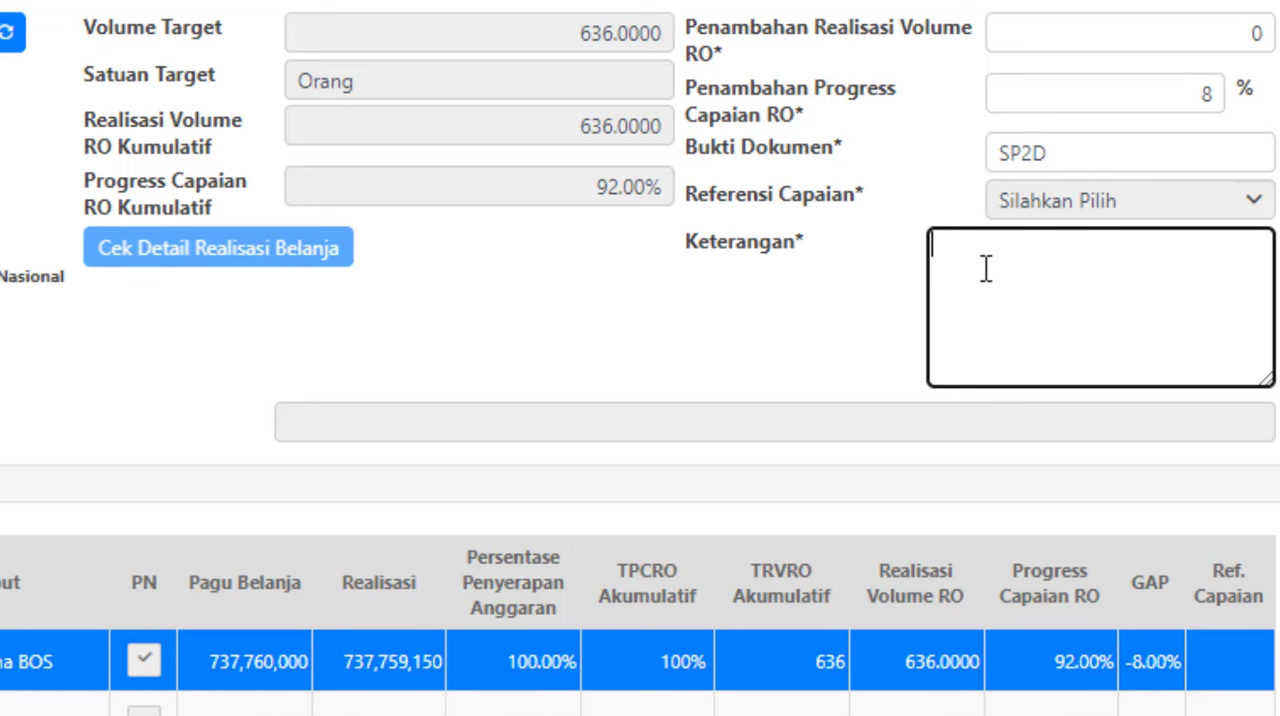 Volume Target
636.0000
Satuan Target
Orang
Realisasi Volume
RO Kumulatif
636.0000
Progress Capaian
RO Kumulatif
92.00%
Cek Detail Realisasi Belanja
Nasional
Penambahan Realisasi Volume
RO*
0
Penambahan Progress
Capaian RO*
8 %
Bukti Dokumen*
SP2D
Referensi Capaian*
Silahkan Pilih
Keterangan*
put PN Pagu Belanja Realisasi Persentase Penyerapan Anggaran TPCRO Akumulatif TRVRO Akumulatif Realisasi Volume RO Progress Capaian RO GAP Ref. Capaian
na BOS 737,760,000 737,759,150 100.00% 100% 636 636.0000 92.00% -8.00%